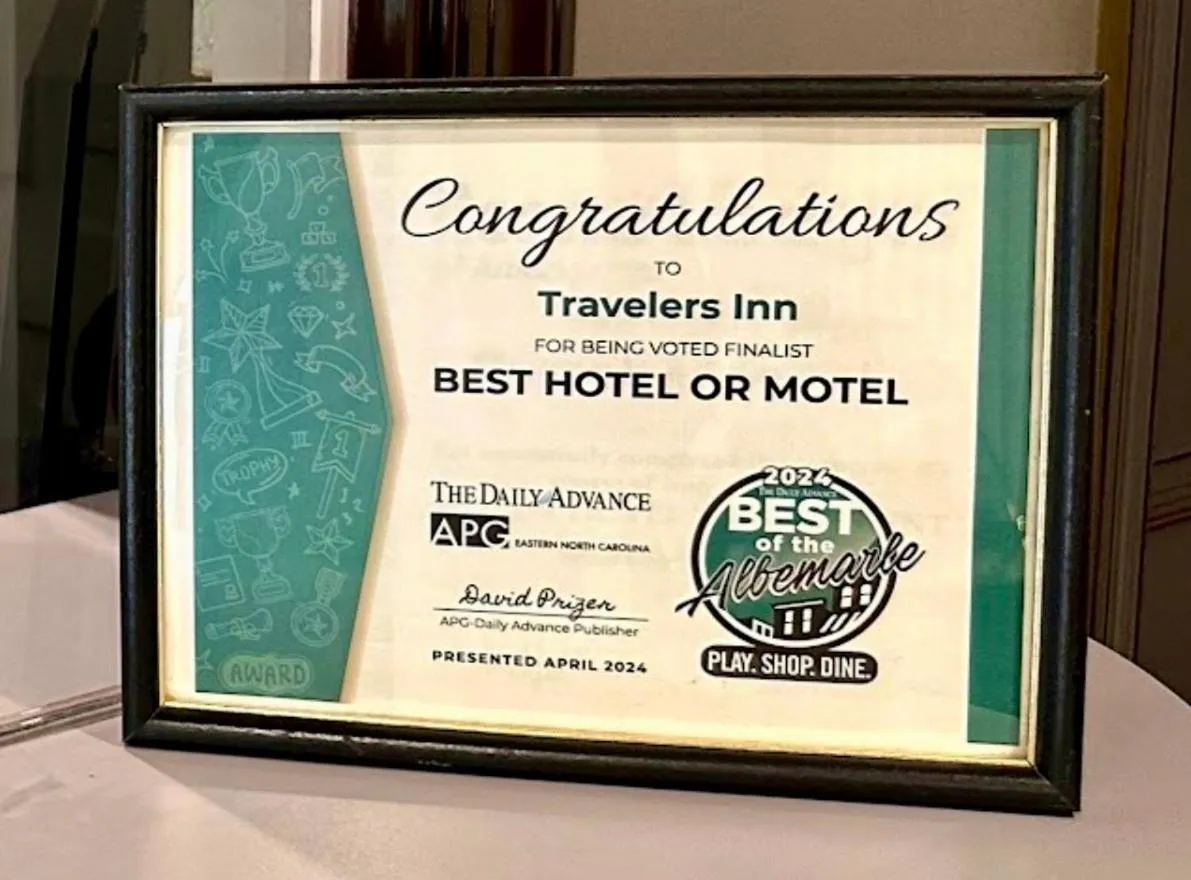 Congratulations
TO
Travelers Inn
FOR BEING VOTED FINALIST
BEST HOTEL OR MOTEL
THE DAILY ADVANCE
APG EASTERN NORTH CAROLINA
David Prizer
APG-Daily Advance Publisher
PRESENTED APRIL 2024
2024
THE DAILY ADVANCE
BEST
of the
Albemarle
PLAY. SHOP. DINE.
1
1
TROPHY
AWARD